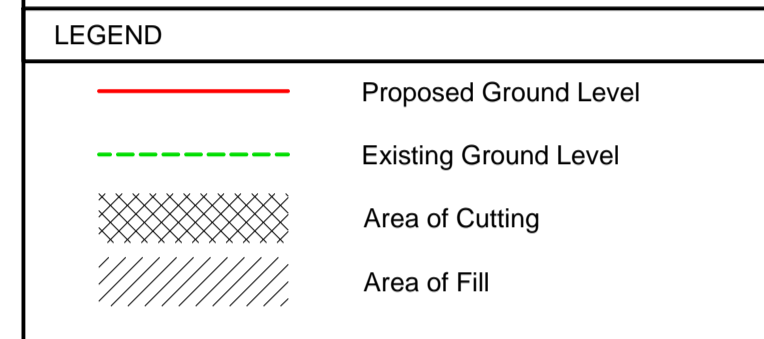 LEGEND
Proposed Ground Level
Existing Ground Level
Area of Cutting
Area of Fill